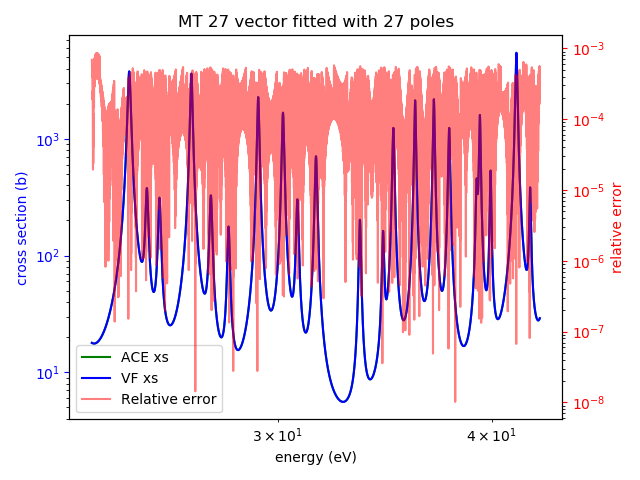 MT 27 vector fitted with 27 poles
cross section (b)
10³
10²
10¹
10⁻³
10⁻⁴
10⁻⁵
10⁻⁶
10⁻⁷
10⁻⁸
relative error
ACE xs
VF xs
Relative error
3 × 10¹
4 × 10¹
energy (eV)